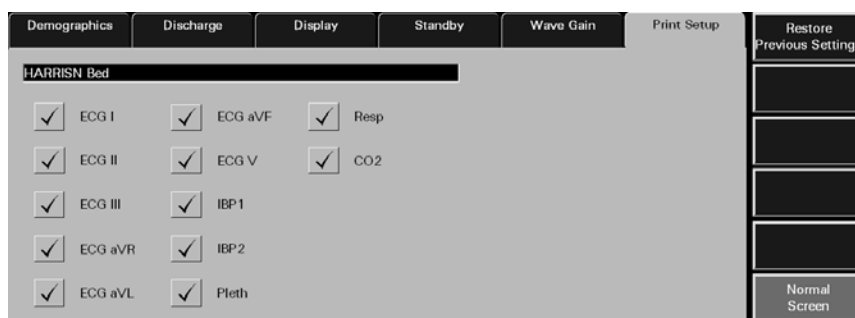 Demographics Discharge Display Standby Wave Gain Print Setup
Restore
Previous Setting
HARRISN Bed
ECG I ECG aVF Resp
ECG II ECG V CO2
ECG III IBP1
ECG aVR IBP2
ECG aVL Pleth
Normal
Screen